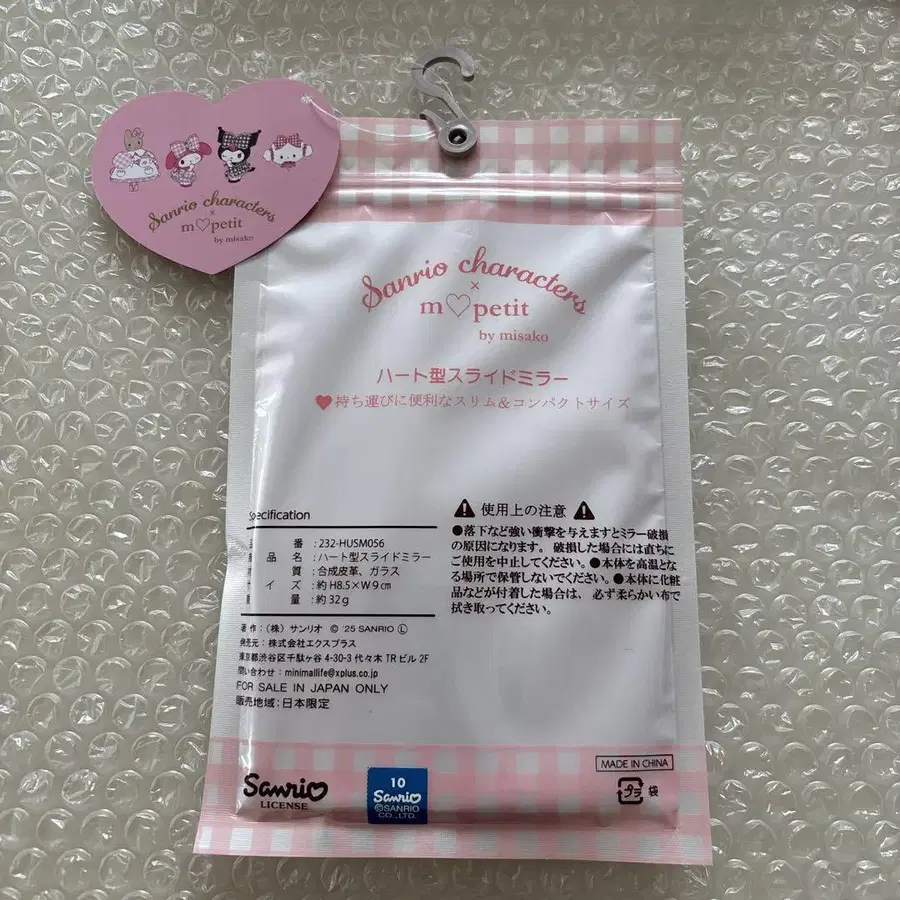 Sanrio characters
×
m♡petit
by misako
Sanrio characters
×
m♡petit
by misako
ハート型スライドミラー
♥持ち運びに便利なスリム&コンパクトサイズ
Specification
番 :232-HUSM056
品 名 :ハート型スライドミラー
質 :合成皮革、ガラス
イ ズ :約H8.5×W9㎝
量 :約32g
著作:(株) サンリオ © '25 SANRIO Ⓛ
発売元:株式会社エクスプラス
東京都渋谷区千駄ヶ谷 4-30-3 代々木 TR ビル 2F
問い合わせ:minimallife@xplus.co.jp
FOR SALE IN JAPAN ONLY
販売地域:日本限定
⚠ 使用上の注意 ⚠
●落下など強い衝撃を与えますとミラー破損
の原因になります。 破損した場合には直ちに
ご使用を中止してください。●本体を高温とな
る場所で保管しないでください。●本体に化粧
品などが付着した場合は、 必ず柔らかい布で
拭き取ってください。
MADE IN CHINA
プラ 袋
Sanrio
LICENSE
10
Sanrio
©SANRIO
CO.,LTD.